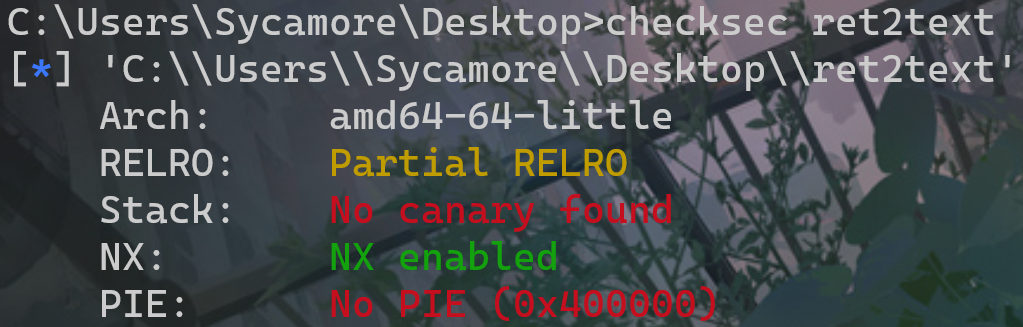 C:\Users\Sycamore\Desktop>checksec ret2text
[*] 'C:\\Users\\Sycamore\\Desktop\\ret2text'
    Arch:     amd64-64-little
    RELRO:    Partial RELRO
    Stack:    No canary found
    NX:       NX enabled
    PIE:      No PIE (0x400000)